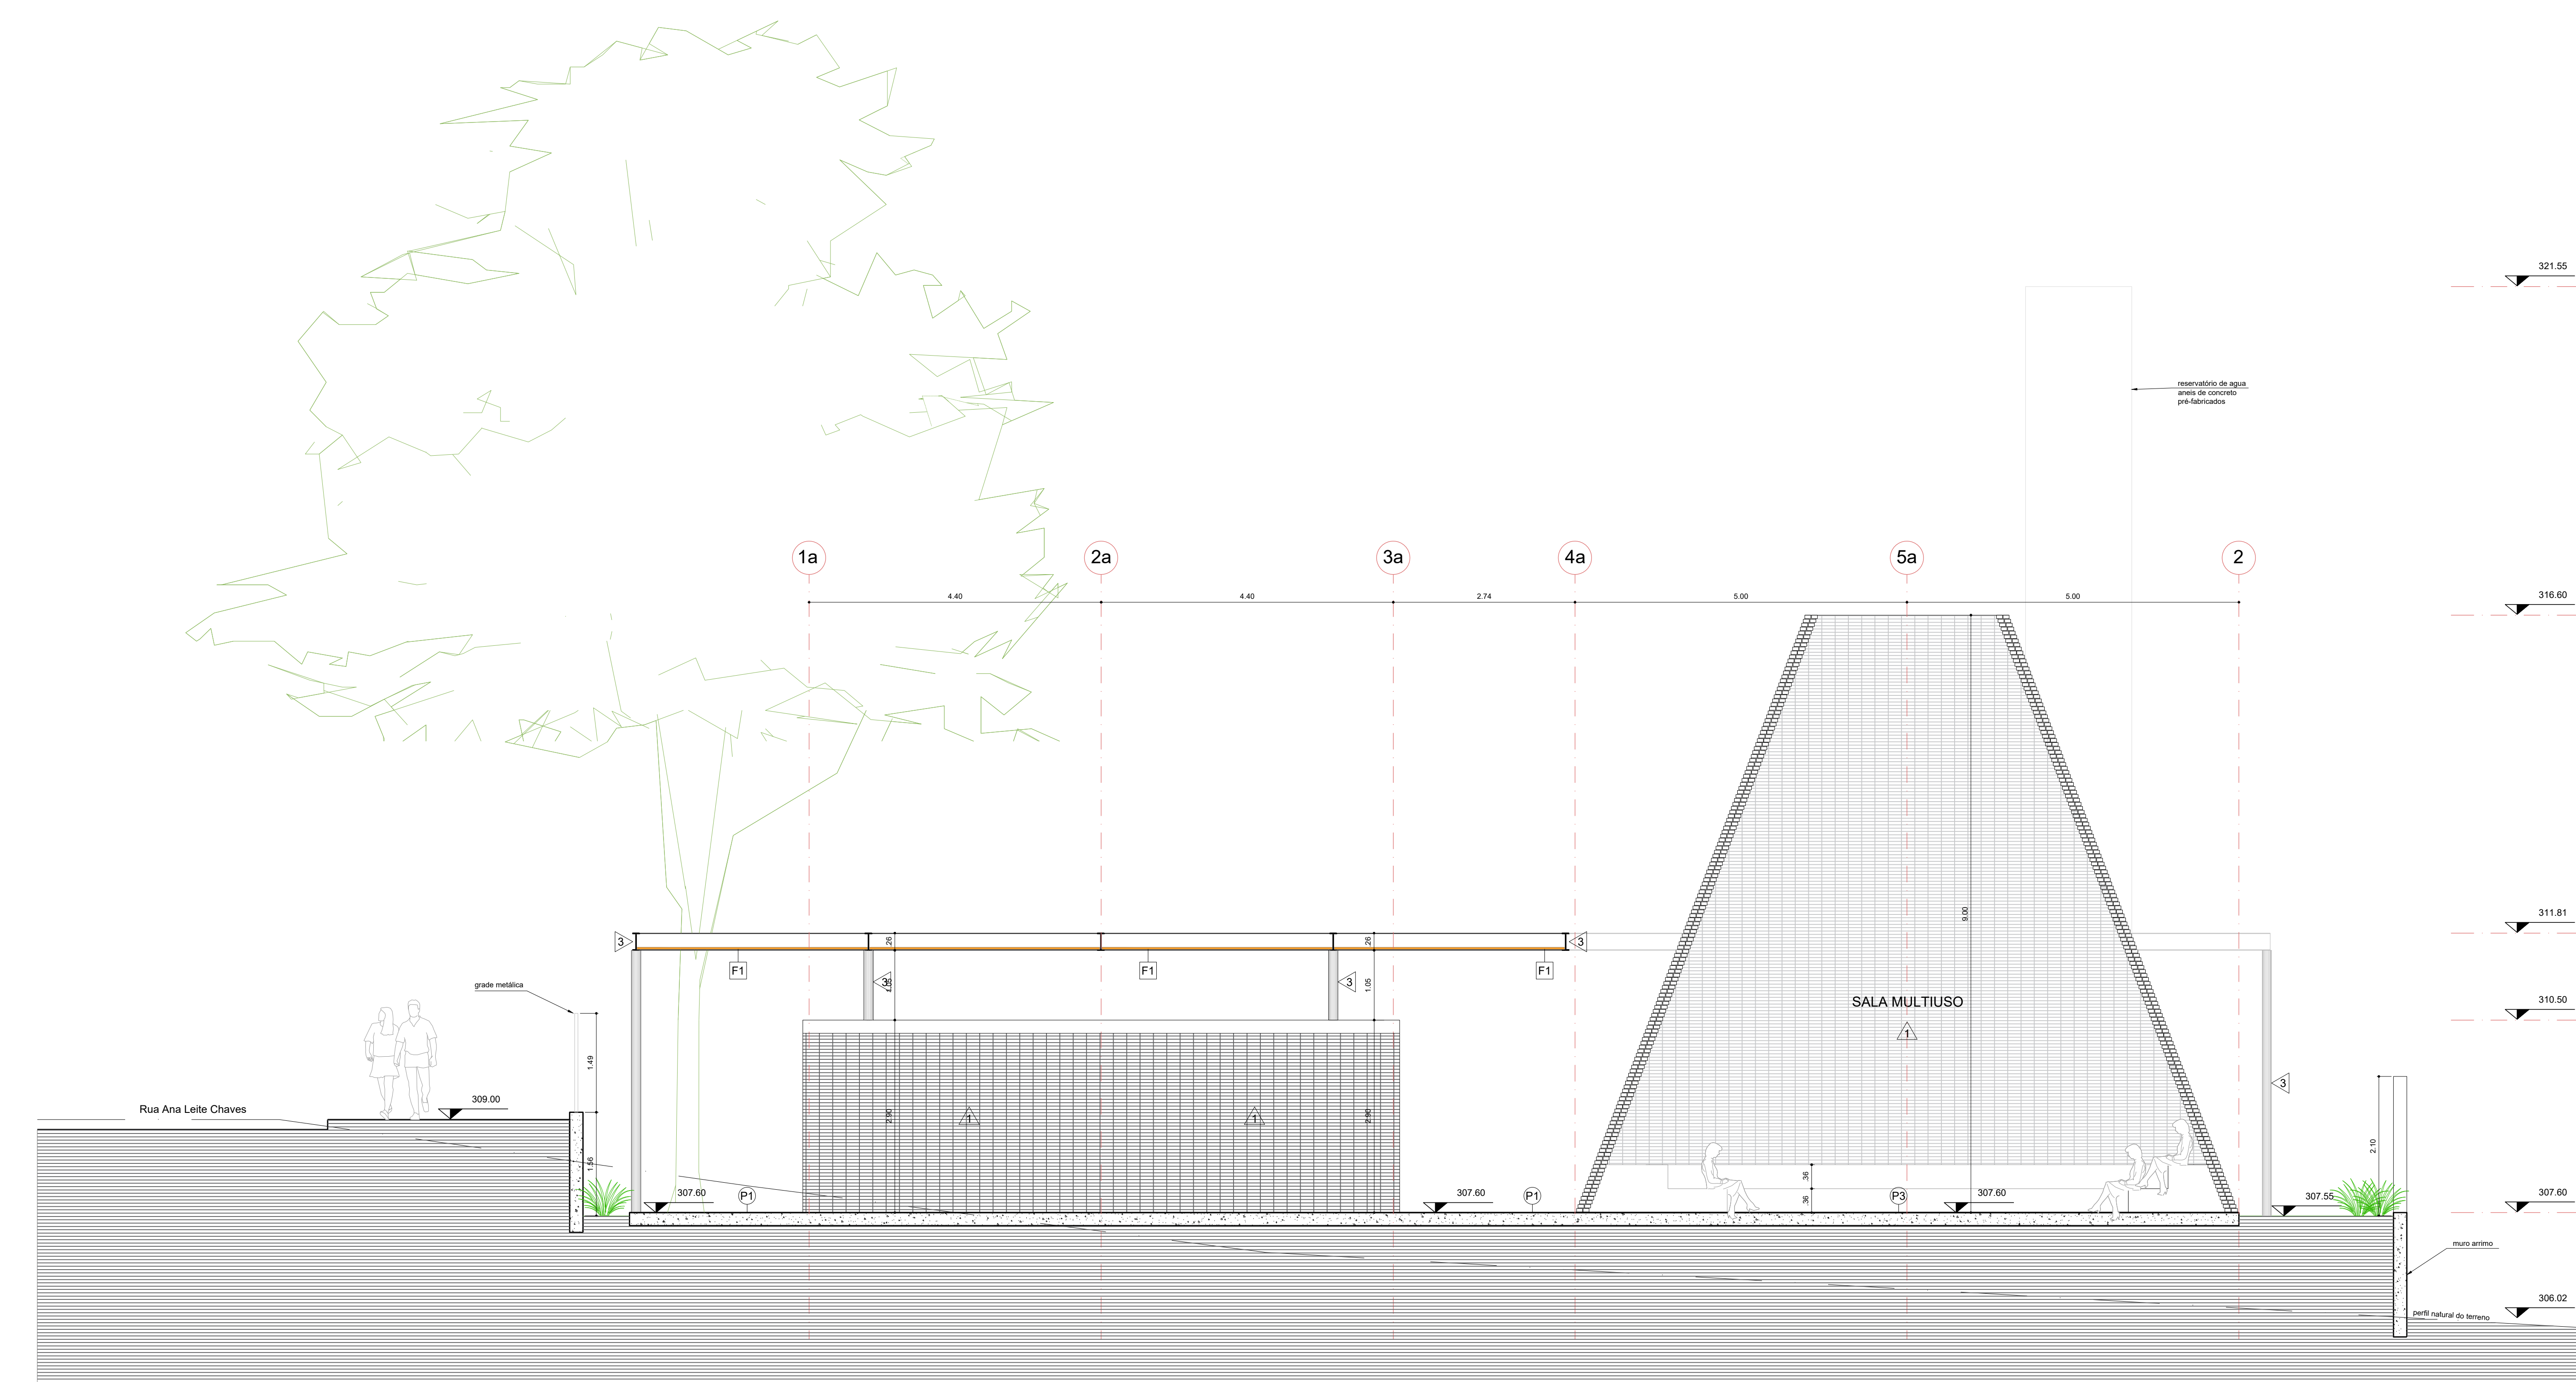 321.55
reservatório de agua
aneis de concreto
pré-fabricados
1a
2a
3a
4a
5a
2
4.40
4.40
2.74
5.00
5.00
316.60
9.00
311.81
3
.26
.26
3
F1
F1
F1
3
1.05
1.05
3
grade metálica
SALA MULTIUSO
1
310.50
1.49
3
Rua Ana Leite Chaves
309.00
2.90
1
1
2.90
2.10
1.56
.36
.36
307.60
P1
307.60
P1
P3
307.60
307.55
307.60
muro arrimo
306.02
perfil natural do terreno